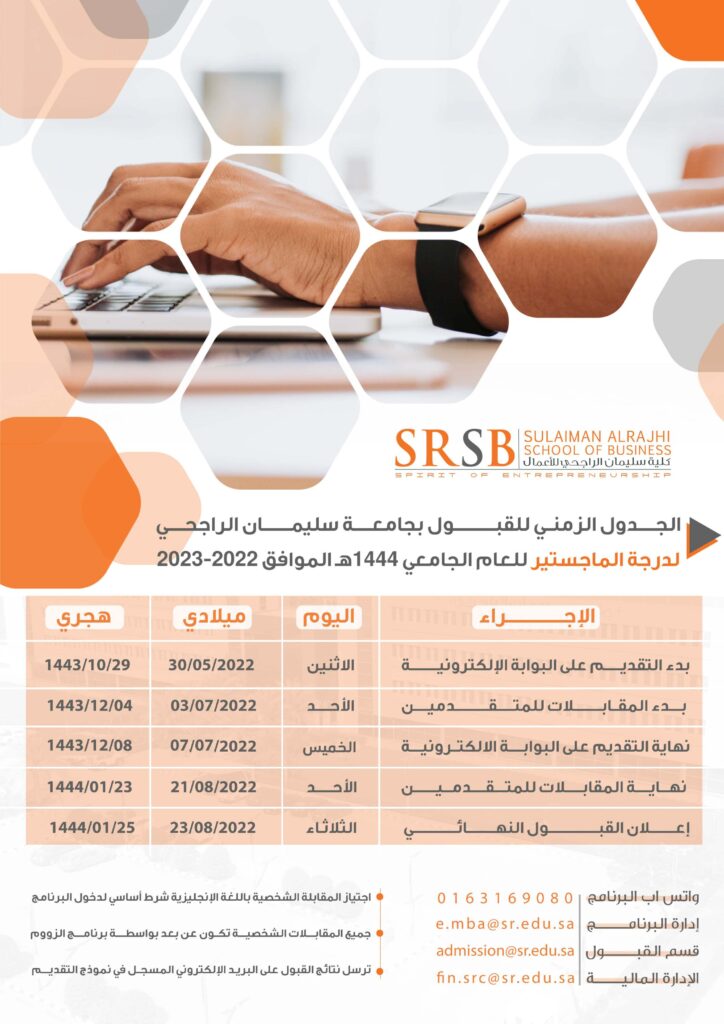 SRSB
SULAIMAN ALRAJHI
SCHOOL OF BUSINESS
كلية سليمان الراجحي للأعمال
SPIRIT OF ENTREPRENEURSHIP
الجدول الزمني للقبول بجامعة سليمان الراجحي
لدرجة الماجستير للعام الجامعي 1444هـ الموافق 2022-2023
الإجراء اليوم ميلادي هجري
بدء التقديم على البوابة الإلكترونية الاثنين 30/05/2022 1443/10/29
بدء المقابلات للمتقدمين الأحد 03/07/2022 1443/12/04
نهاية التقديم على البوابة الالكترونية الخميس 07/07/2022 1443/12/08
نهاية المقابلات للمتقدمين الأحد 21/08/2022 1444/01/23
إعلان القبول النهائي الثلاثاء 23/08/2022 1444/01/25
واتس اب البرنامج 0163169080
إدارة البرنامج e.mba@sr.edu.sa
قسم القبول admission@sr.edu.sa
الإدارة المالية fin.src@sr.edu.sa
اجتياز المقابلة الشخصية باللغة الإنجليزية شرط أساسي لدخول البرنامج
جميع المقابلات الشخصية تكون عن بعد بواسطة برنامج الزووم
ترسل نتائج القبول على البريد الإلكتروني المسجل في نموذج التقديم